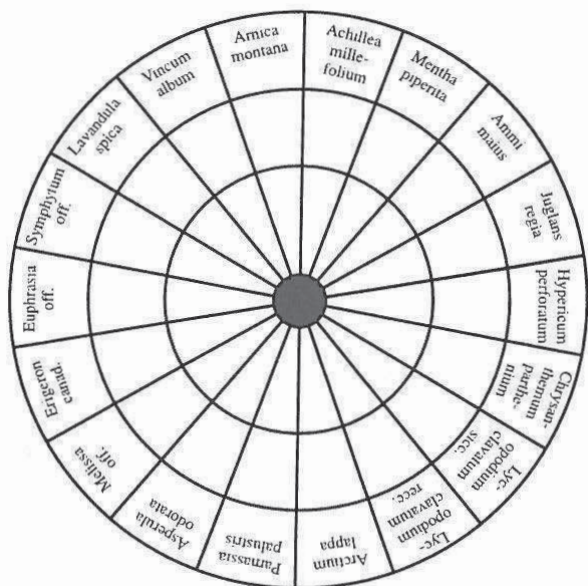 Achillea
mille-
folium
Mentha
piperita
Ammi
maius
Juglans
regia
Hypericum
perforatum
Chrysan-
themum
parthe-
nium
Lyc-
opodium
clavatum
sicc.
Lyc-
opodium
clavatum
recc.
Arctium
lappa
Parnassia
palustris
Asperula
odorata
Melissa
off.
Erigeron
canad.
Euphrasia
off.
Symphytum
off.
Lavandula
spica
Vincum
album
Arnica
montana